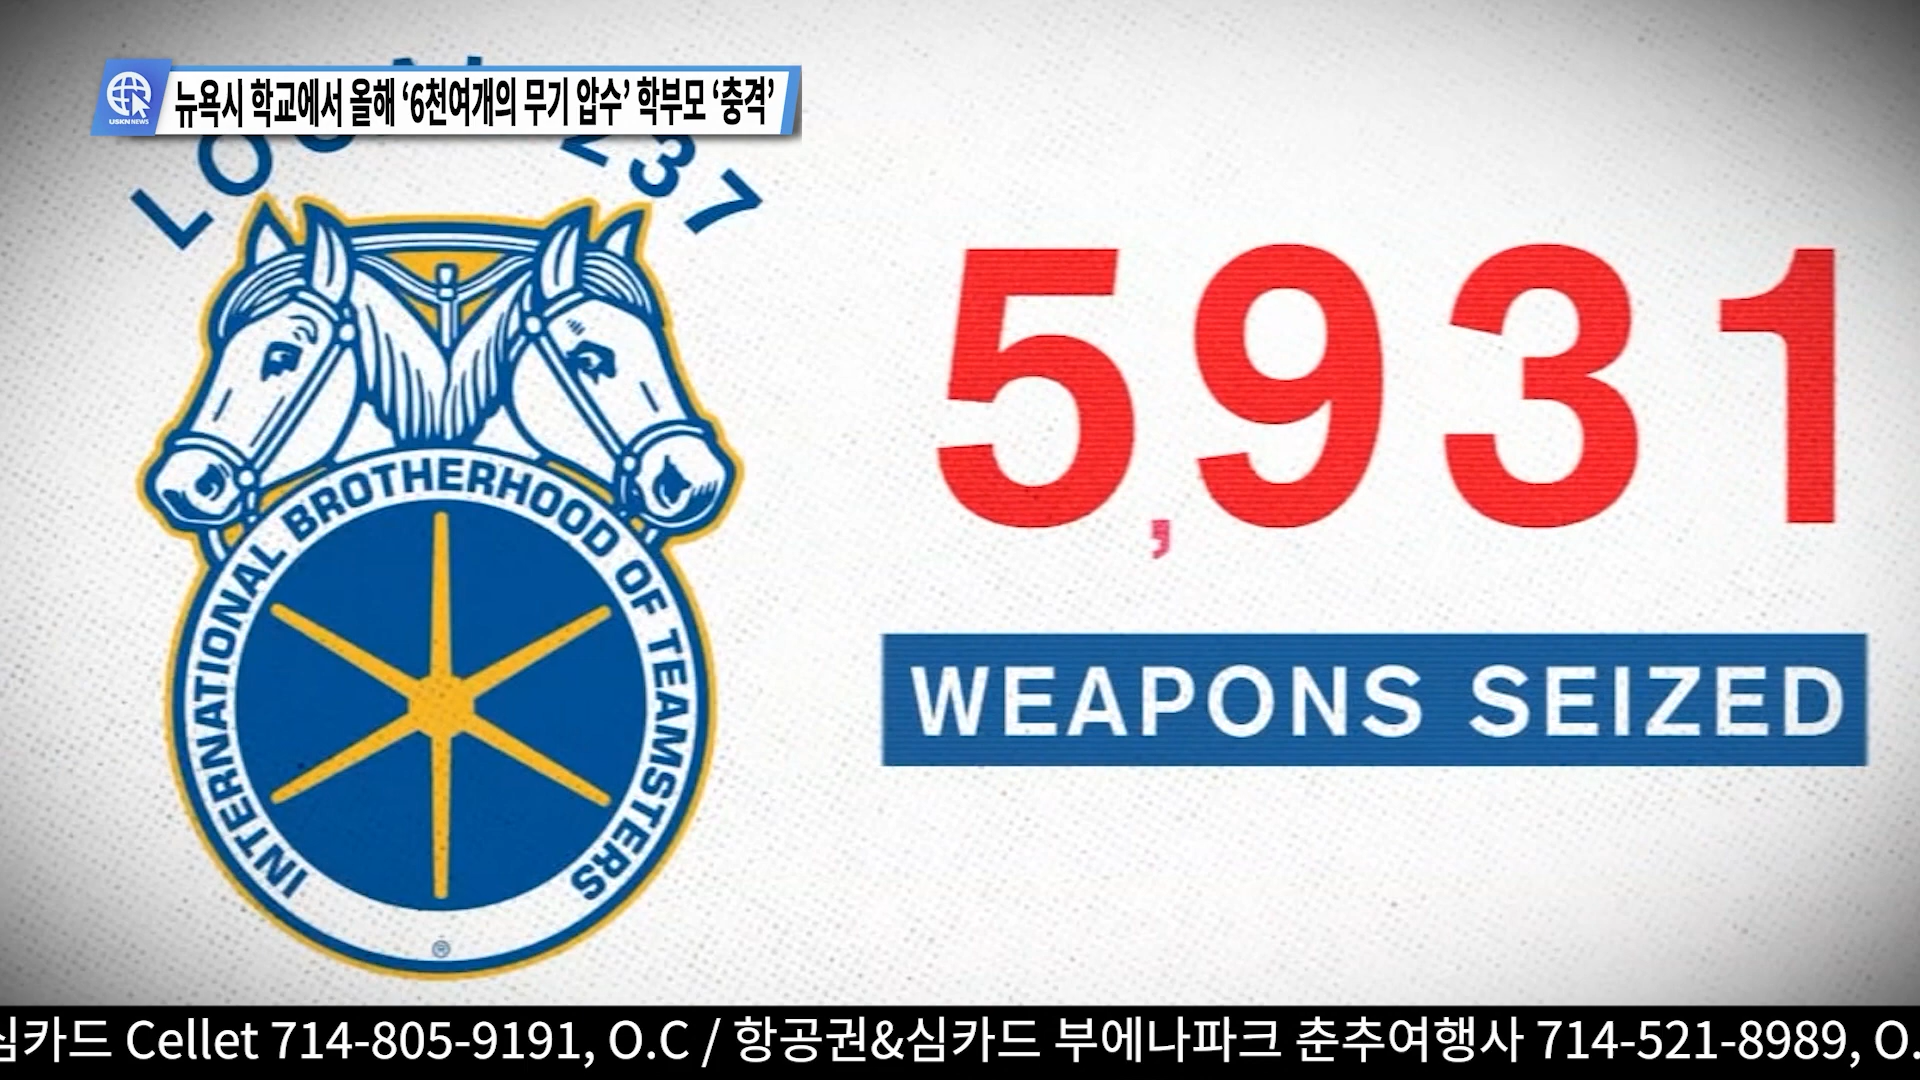 뉴욕시 학교에서 올해 ‘6천여개의 무기 압수’ 학부모 ‘충격’
USKN NEWS
237
5,931
WEAPONS SEIZED
INTERNATIONAL BROTHERHOOD OF TEAMSTERS
심카드 Cellet 714-805-9191, O.C / 항공권&심카드 부에나파크 춘추여행사 714-521-8989, O.